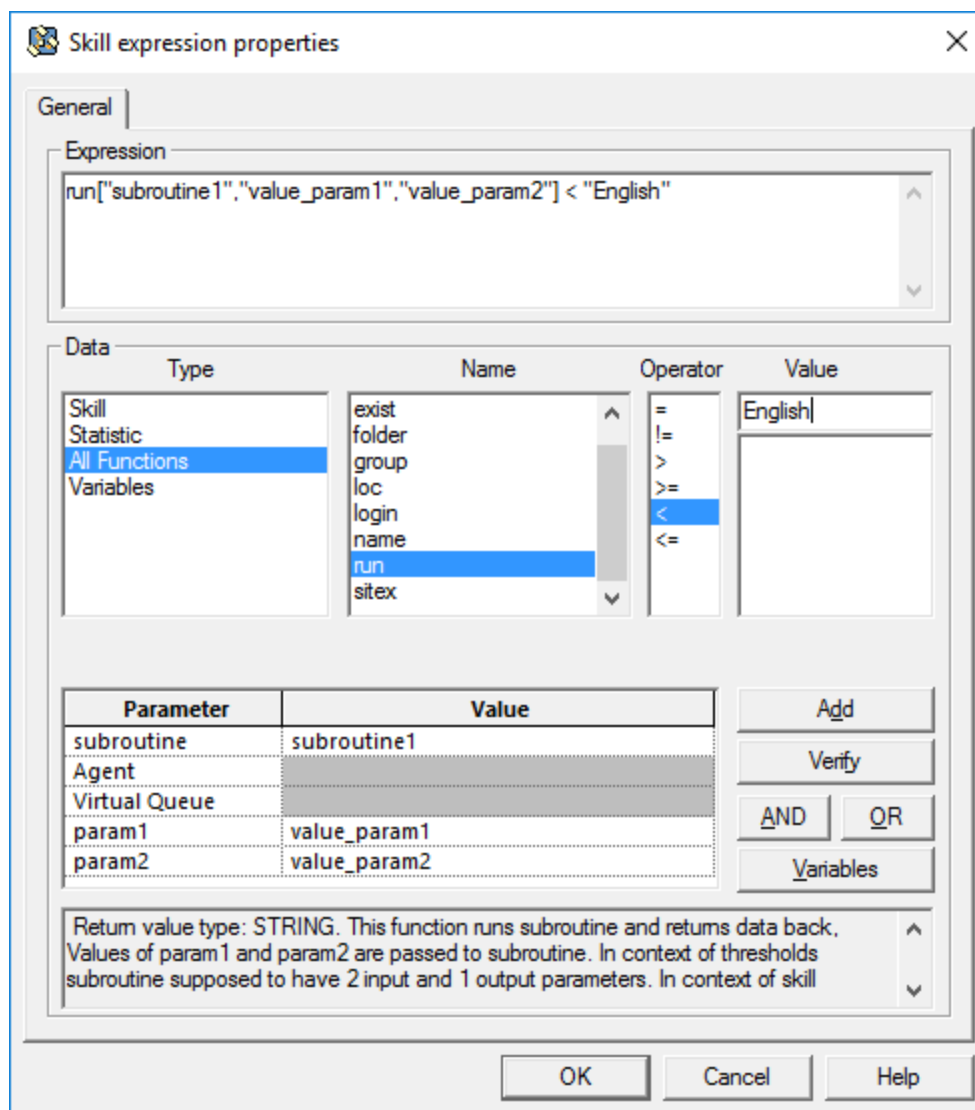 Skill expression properties
General
Expression
run["subroutine1","value_param1","value_param2"] < "English"
Data
Type Name Operator Value
Skill
Statistic
All Functions
Variables
exist
folder
group
loc
login
name
run
sitex
=
!=
>
>=
<
<=
English
Parameter Value
subroutine subroutine1
Agent
Virtual Queue
param1 value_param1
param2 value_param2
Add
Verify
AND OR
Variables
Return value type: STRING. This function runs subroutine and returns data back,
Values of param1 and param2 are passed to subroutine. In context of thresholds
subroutine supposed to have 2 input and 1 output parameters. In context of skill
OK Cancel Help